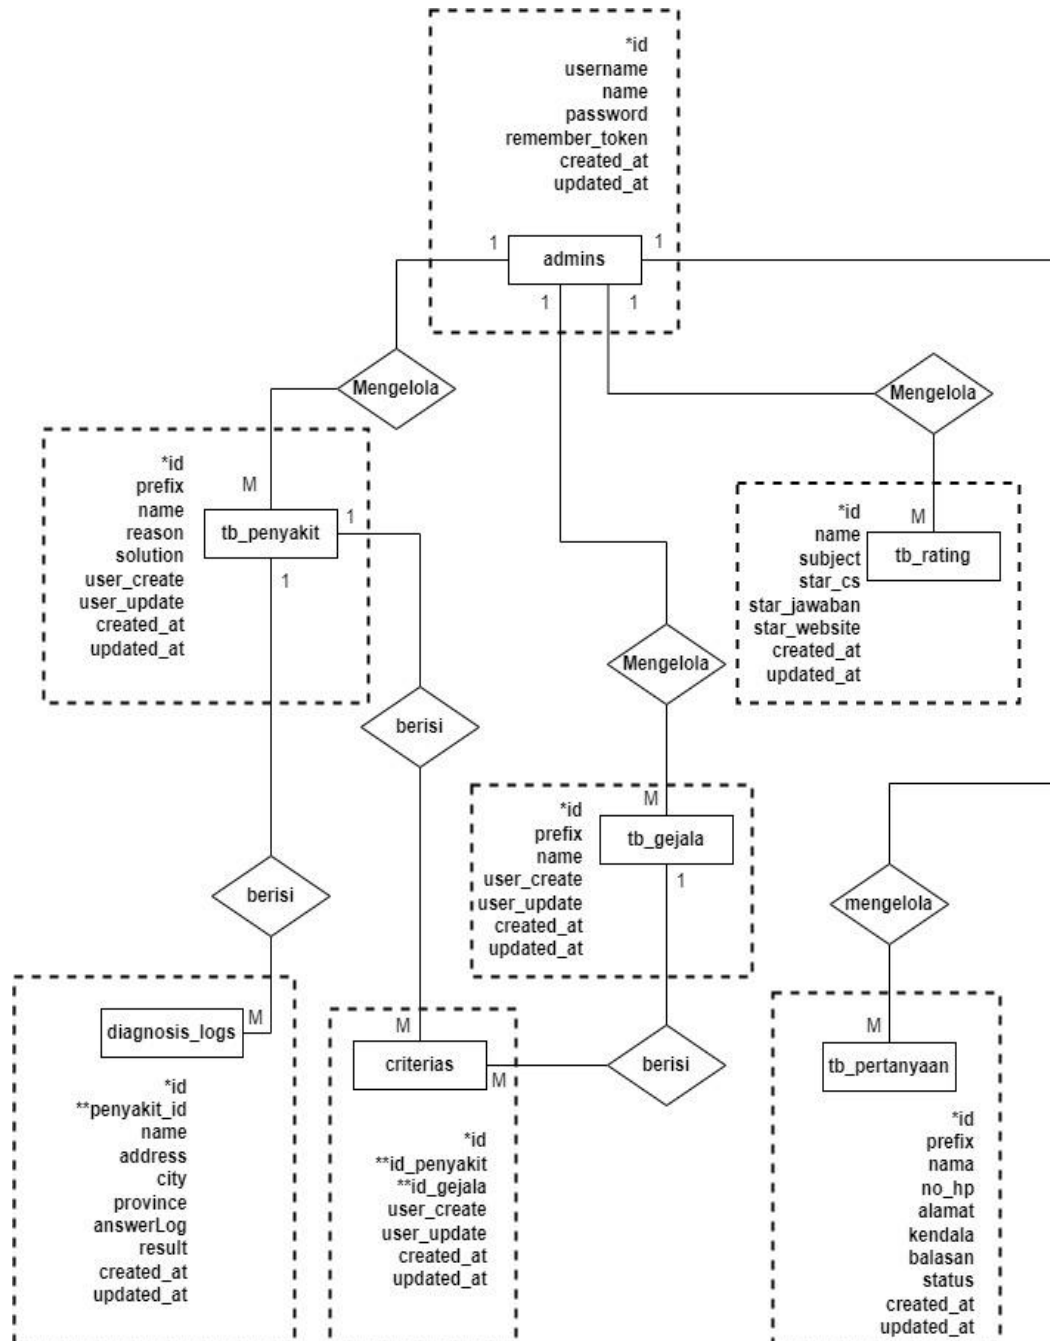 *id
username
name
password
remember_token
created_at
updated_at
1
admins
1
1
1
Mengelola
Mengelola
*id
prefix
name
reason
solution
user_create
user_update
created_at
updated_at
M
tb_penyakit
1
1
*id
name
subject
star_cs
star_jawaban
star_website
created_at
updated_at
M
tb_rating
Mengelola
berisi
*id
prefix
name
user_create
user_update
created_at
updated_at
M
tb_gejala
1
berisi
mengelola
diagnosis_logs
M
*id
**penyakit_id
name
address
city
province
answerLog
result
created_at
updated_at
M
criterias
M
berisi
*id
**id_penyakit
**id_gejala
user_create
user_update
created_at
updated_at
M
tb_pertanyaan
*id
prefix
nama
no_hp
alamat
kendala
balasan
status
created_at
updated_at